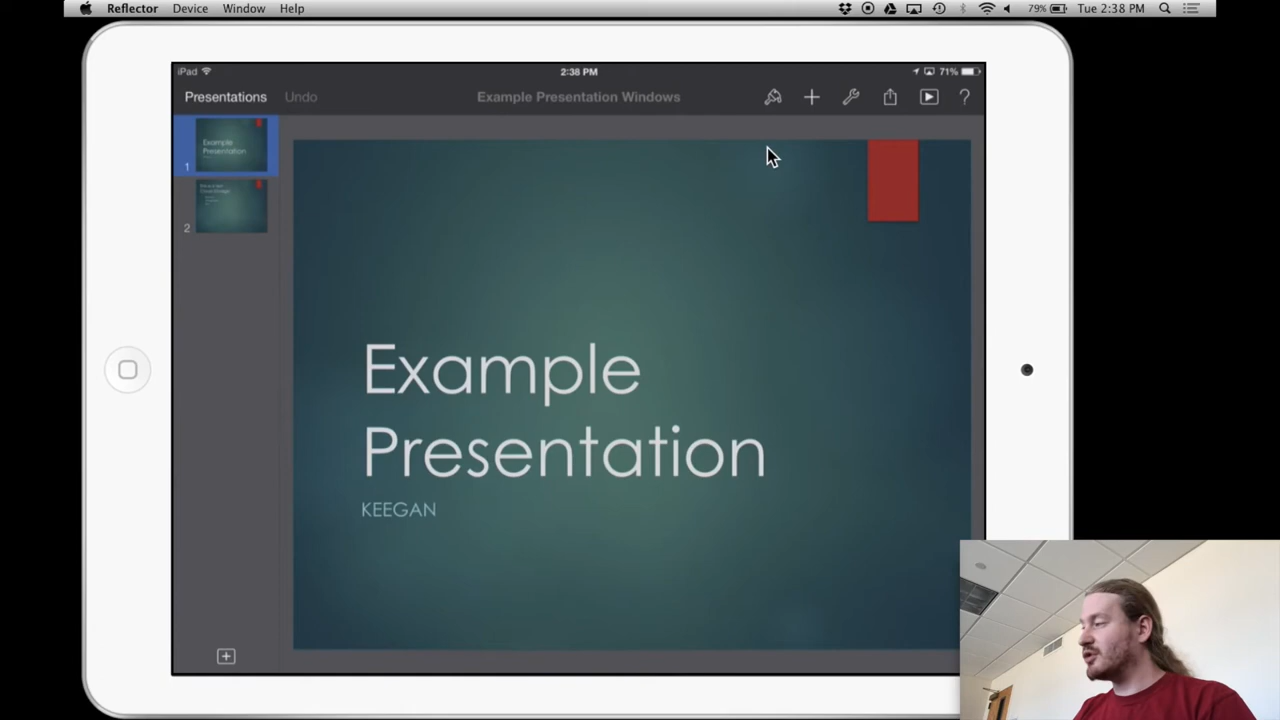 Reflector Device Window Help 79% Tue 2:38 PM
iPad 2:38 PM 71%
Presentations Undo Example Presentation Windows ?
Example
Presentation
1
2
Example
Presentation
KEEGAN